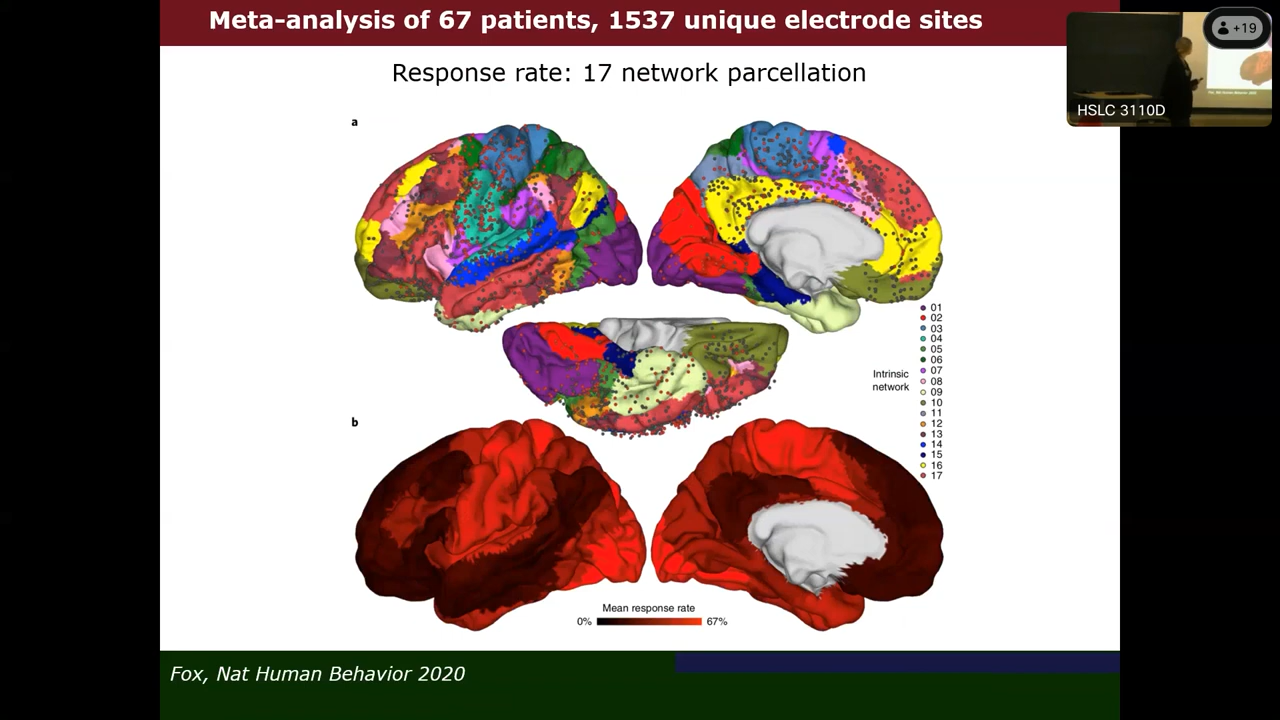 Meta-analysis of 67 patients, 1537 unique electrode sites
+19
HSLC 3110D
Response rate: 17 network parcellation
a
Intrinsic
network
01
02
03
04
05
06
07
08
09
10
11
12
13
14
15
16
17
b
Mean response rate
0%
67%
Fox, Nat Human Behavior 2020